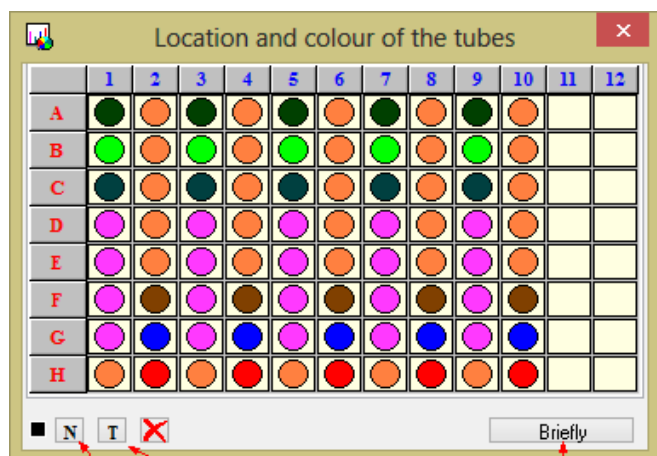 Location and colour of the tubes
1 2 3 4 5 6 7 8 9 10 11 12
A
B
C
D
E
F
G
H
N T Briefly